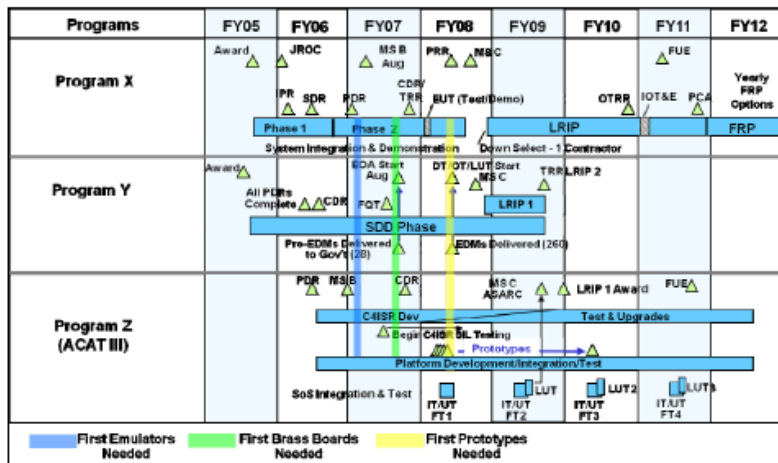 Programs FY05 FY06 FY07 FY08 FY09 FY10 FY11 FY12
Program X
Award JROC MS B PRR MSC FUE
Aug
CDR/ Yearly
IPR SDR PDR TRR EUT (Test/Demo) OTRR IOT&E PCA FRP
Options
Phase 1 Phase 2 LRIP FRP
System Integration & Demonstration Down Select - 1 Contractor
Program Y
Award EOA Start DT/OT/LUT Start TRR LRIP 2
Aug MSC
All PDRs
Complete CDR FQT LRIP 1
SDD Phase
Pre-EDMs Delivered EDMs Delivered (260)
to Gov't (28)
Program Z
(ACAT III)
PDR MS B CDR MS C LRIP 1 Award FUE
ASARC
C4ISR Dev Test & Upgrades
Begin C4ISR SIL Testing
Prototypes
Platform Development/Integration/Test
SoS Integration & Test LUT LUT2 LUT3
IT/UT IT/UT IT/UT IT/UT
FT1 FT2 FT3 FT4
First Emulators First Brass Boards First Prototypes
Needed Needed Needed